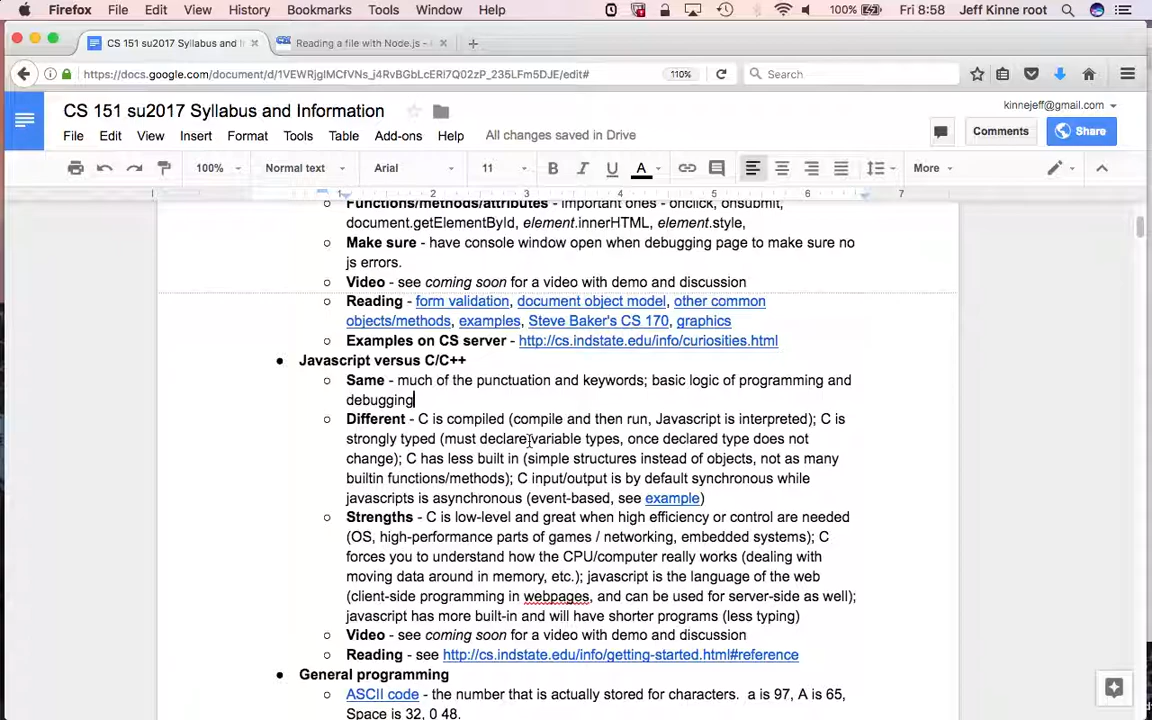 Firefox File Edit View History Bookmarks Tools Window Help 100% Fri 8:58 Jeff Kinne root
CS 151 su2017 Syllabus and I Reading a file with Node.js -
https://docs.google.com/document/d/1VEWRjglMCfVNs_j4RvBGbLcERi7Q02zP_235LFm5DJE/edit# 110% Search
CS 151 su2017 Syllabus and Information
kinnejeff@gmail.com
File Edit View Insert Format Tools Table Add-ons Help All changes saved in Drive
Comments Share
100% Normal text Arial 11 B I U A More
1 2 3 4 5 6 7
Functions/methods/attributes - important ones - onclick, onsubmit,
document.getElementById, element.innerHTML, element.style,
Make sure - have console window open when debugging page to make sure no
js errors.
Video - see coming soon for a video with demo and discussion
Reading - form validation, document object model, other common
objects/methods, examples, Steve Baker's CS 170, graphics
Examples on CS server - http://cs.indstate.edu/info/curiosities.html
Javascript versus C/C++
Same - much of the punctuation and keywords; basic logic of programming and
debugging
Different - C is compiled (compile and then run, Javascript is interpreted); C is
strongly typed (must declare variable types, once declared type does not
change); C has less built in (simple structures instead of objects, not as many
builtin functions/methods); C input/output is by default synchronous while
javascripts is asynchronous (event-based, see example)
Strengths - C is low-level and great when high efficiency or control are needed
(OS, high-performance parts of games / networking, embedded systems); C
forces you to understand how the CPU/computer really works (dealing with
moving data around in memory, etc.); javascript is the language of the web
(client-side programming in webpages, and can be used for server-side as well);
javascript has more built-in and will have shorter programs (less typing)
Video - see coming soon for a video with demo and discussion
Reading - see http://cs.indstate.edu/info/getting-started.html#reference
General programming
ASCII code - the number that is actually stored for characters. a is 97, A is 65,
Space is 32, 0 48.